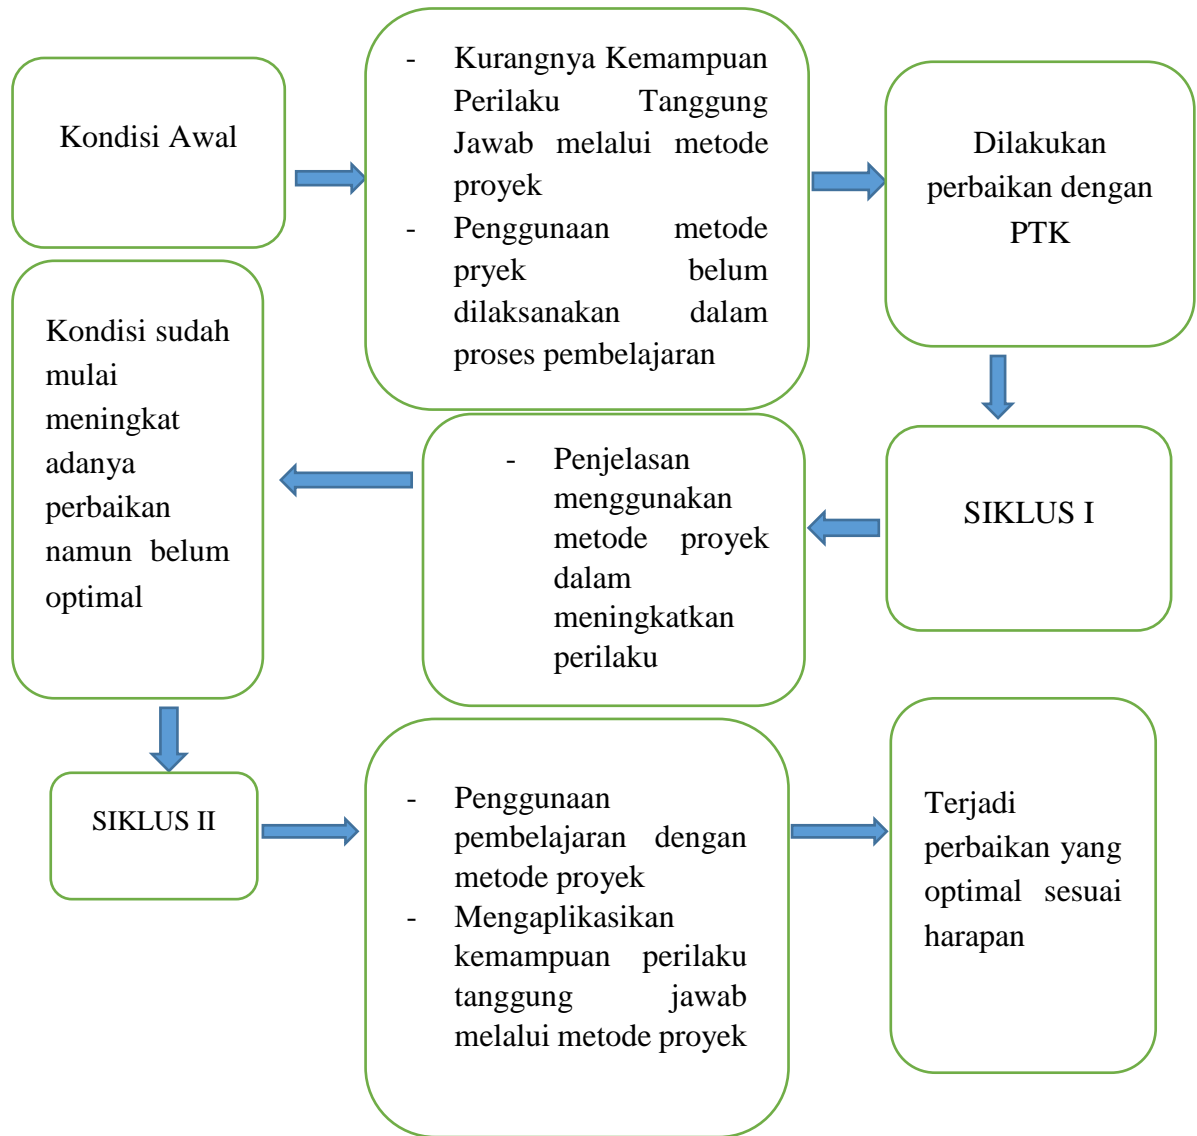 Kondisi Awal
- Kurangnya Kemampuan
Perilaku Tanggung
Jawab melalui metode
proyek
- Penggunaan metode
pryek belum
dilaksanakan dalam
proses pembelajaran
Dilakukan
perbaikan dengan
PTK
SIKLUS I
- Penjelasan
menggunakan
metode proyek
dalam
meningkatkan
perilaku
Kondisi sudah
mulai
meningkat
adanya
perbaikan
namun belum
optimal
SIKLUS II
- Penggunaan
pembelajaran dengan
metode proyek
- Mengaplikasikan
kemampuan perilaku
tanggung jawab
melalui metode proyek
Terjadi
perbaikan yang
optimal sesuai
harapan